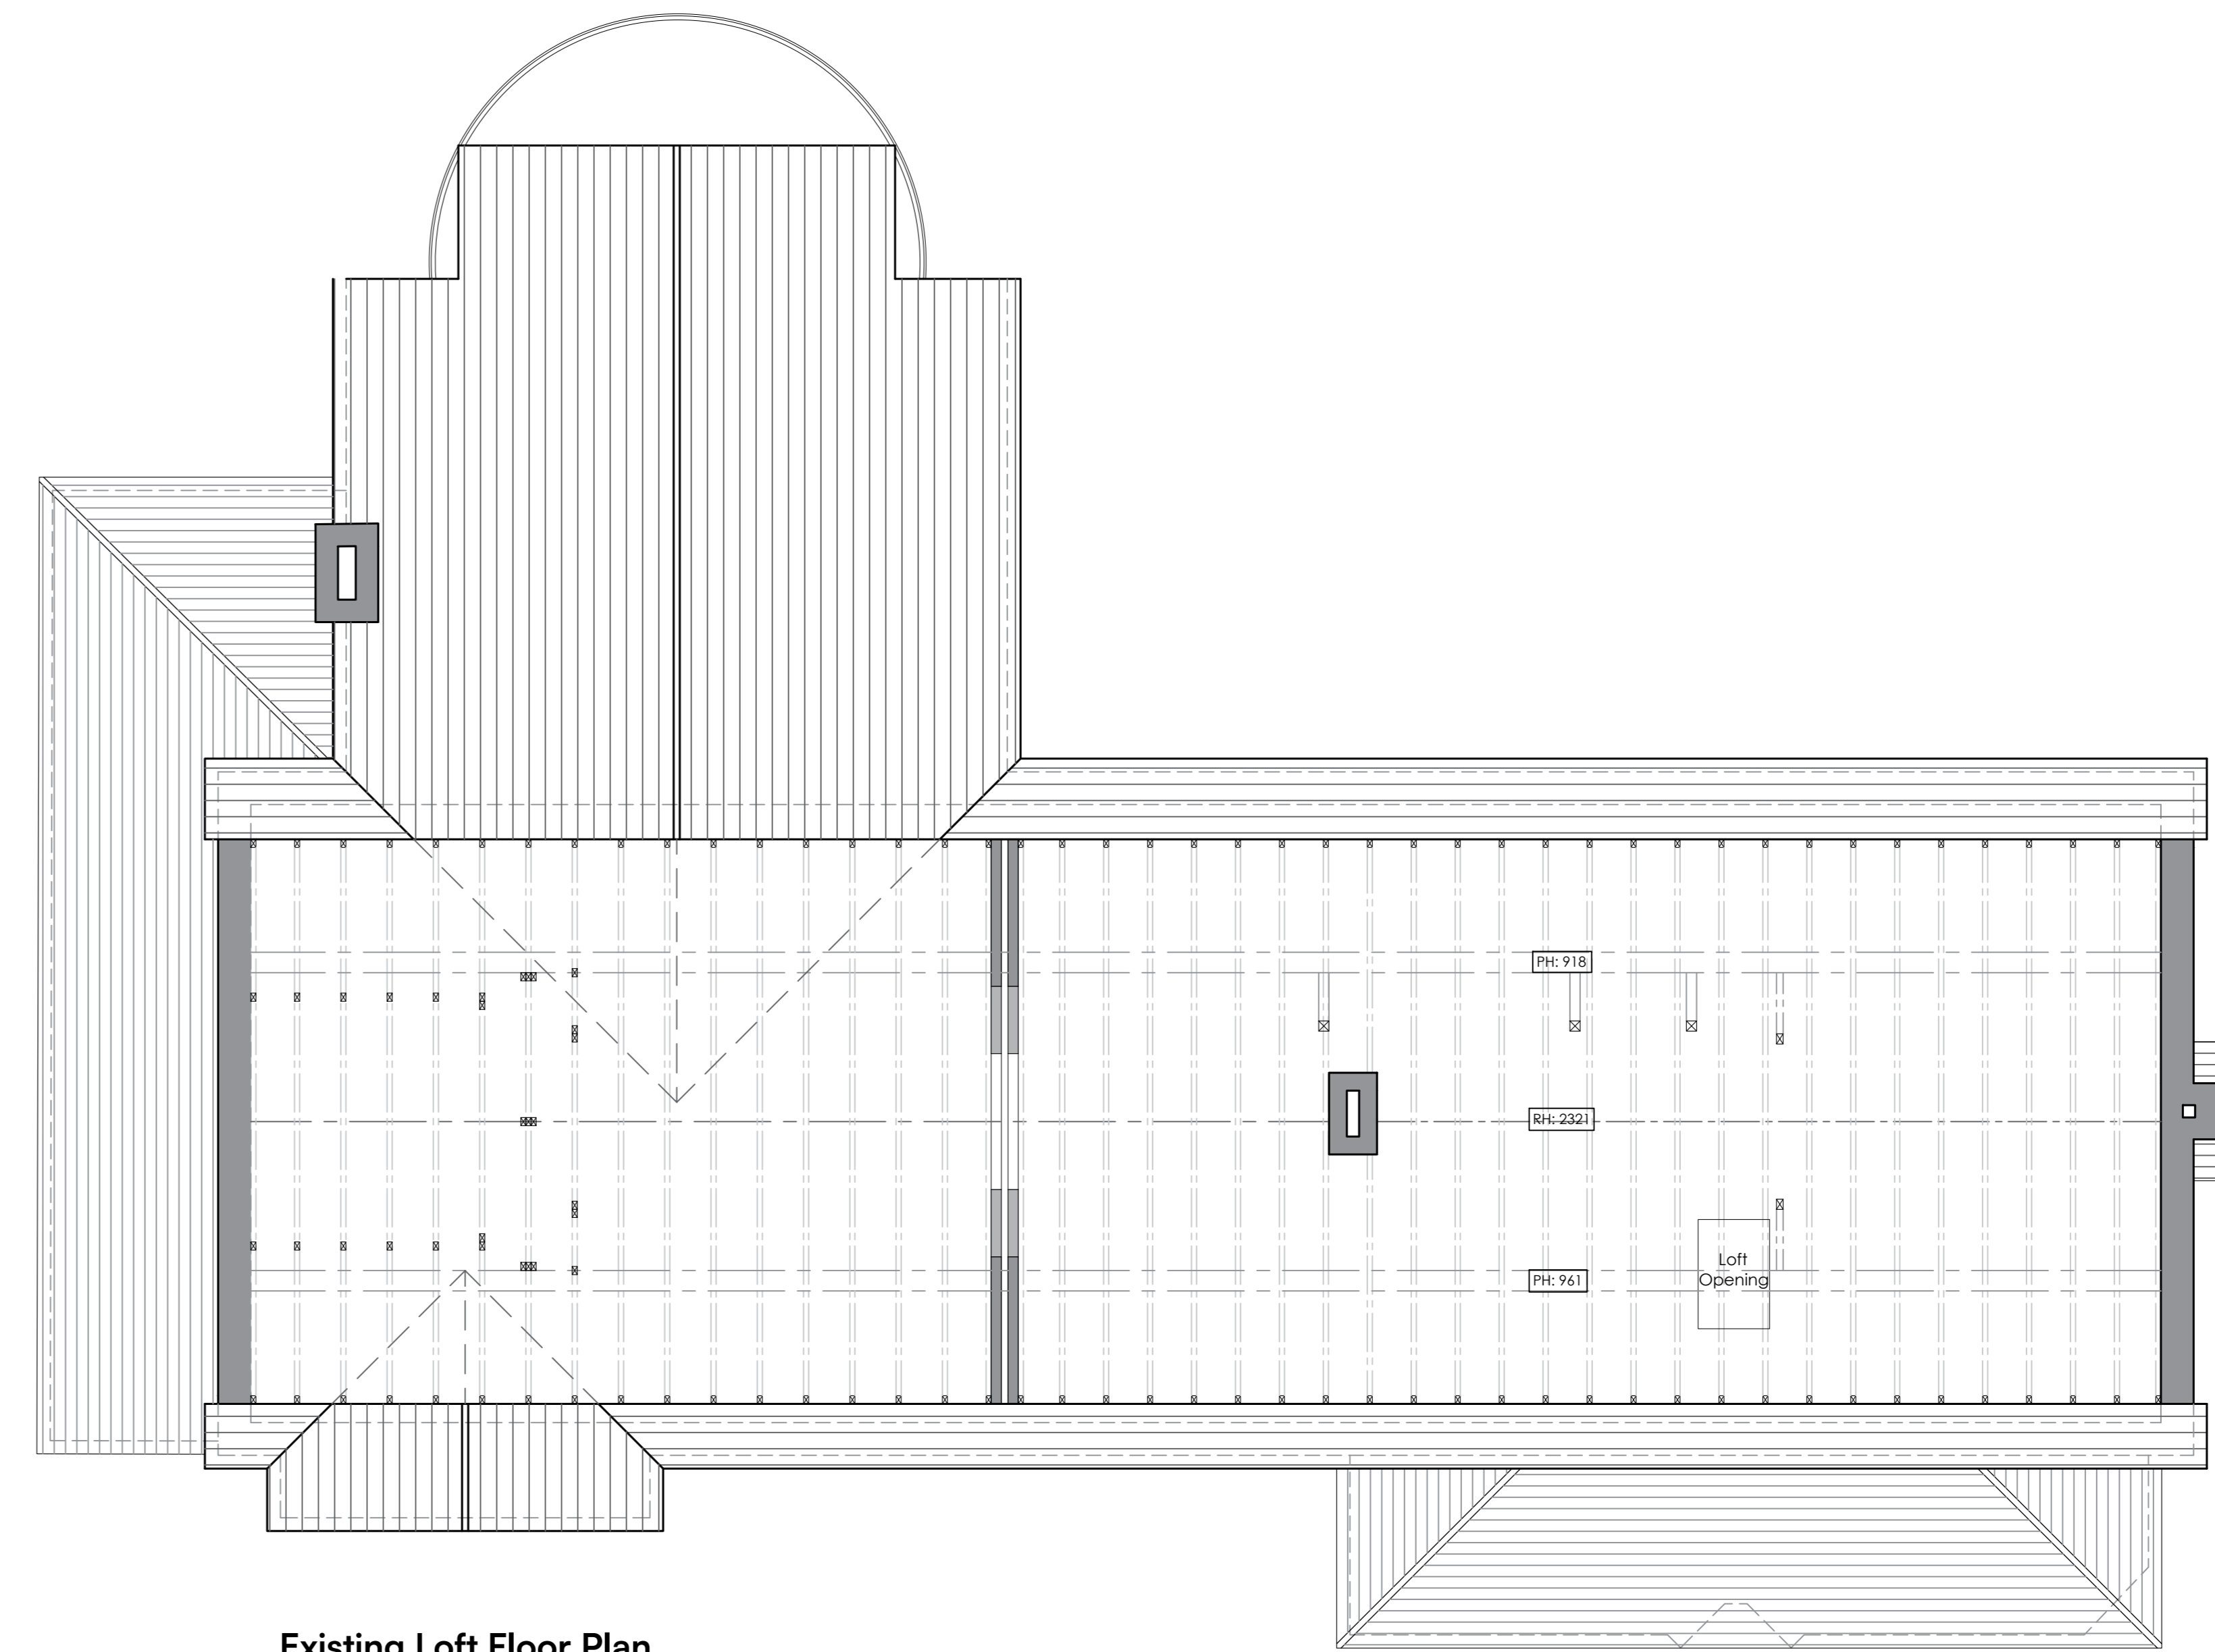 PH: 918
RH: 2321
Loft
Opening
PH: 961
Existing Loft Floor Plan